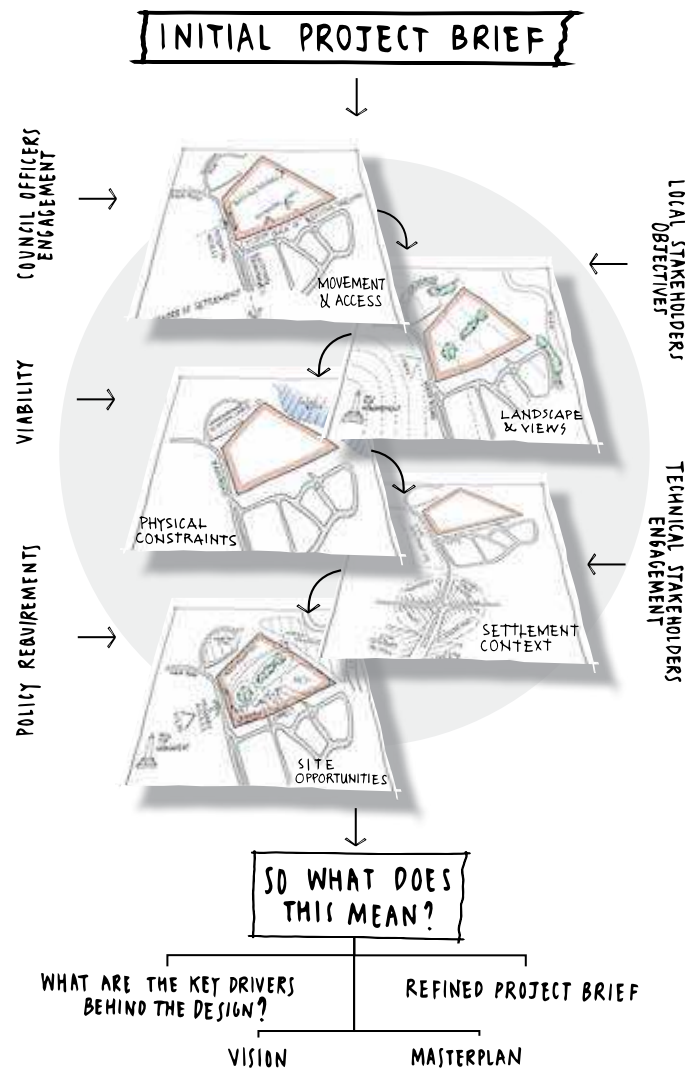 INITIAL PROJECT BRIEF
COUNCIL OFFICERS
ENGAGEMENT
LOCAL STAKEHOLDERS
OBJECTIVES
MOVEMENT
& ACCESS
VIABILITY
LANDSCAPE
& VIEWS
PHYSICAL
CONSTRAINTS
TECHNICAL STAKEHOLDERS
ENGAGEMENT
POLICY REQUIREMENTS
SETTLEMENT
CONTEXT
SITE
OPPORTUNITIES
SO WHAT DOES
THIS MEAN?
WHAT ARE THE KEY DRIVERS
BEHIND THE DESIGN?
REFINED PROJECT BRIEF
VISION
MASTERPLAN